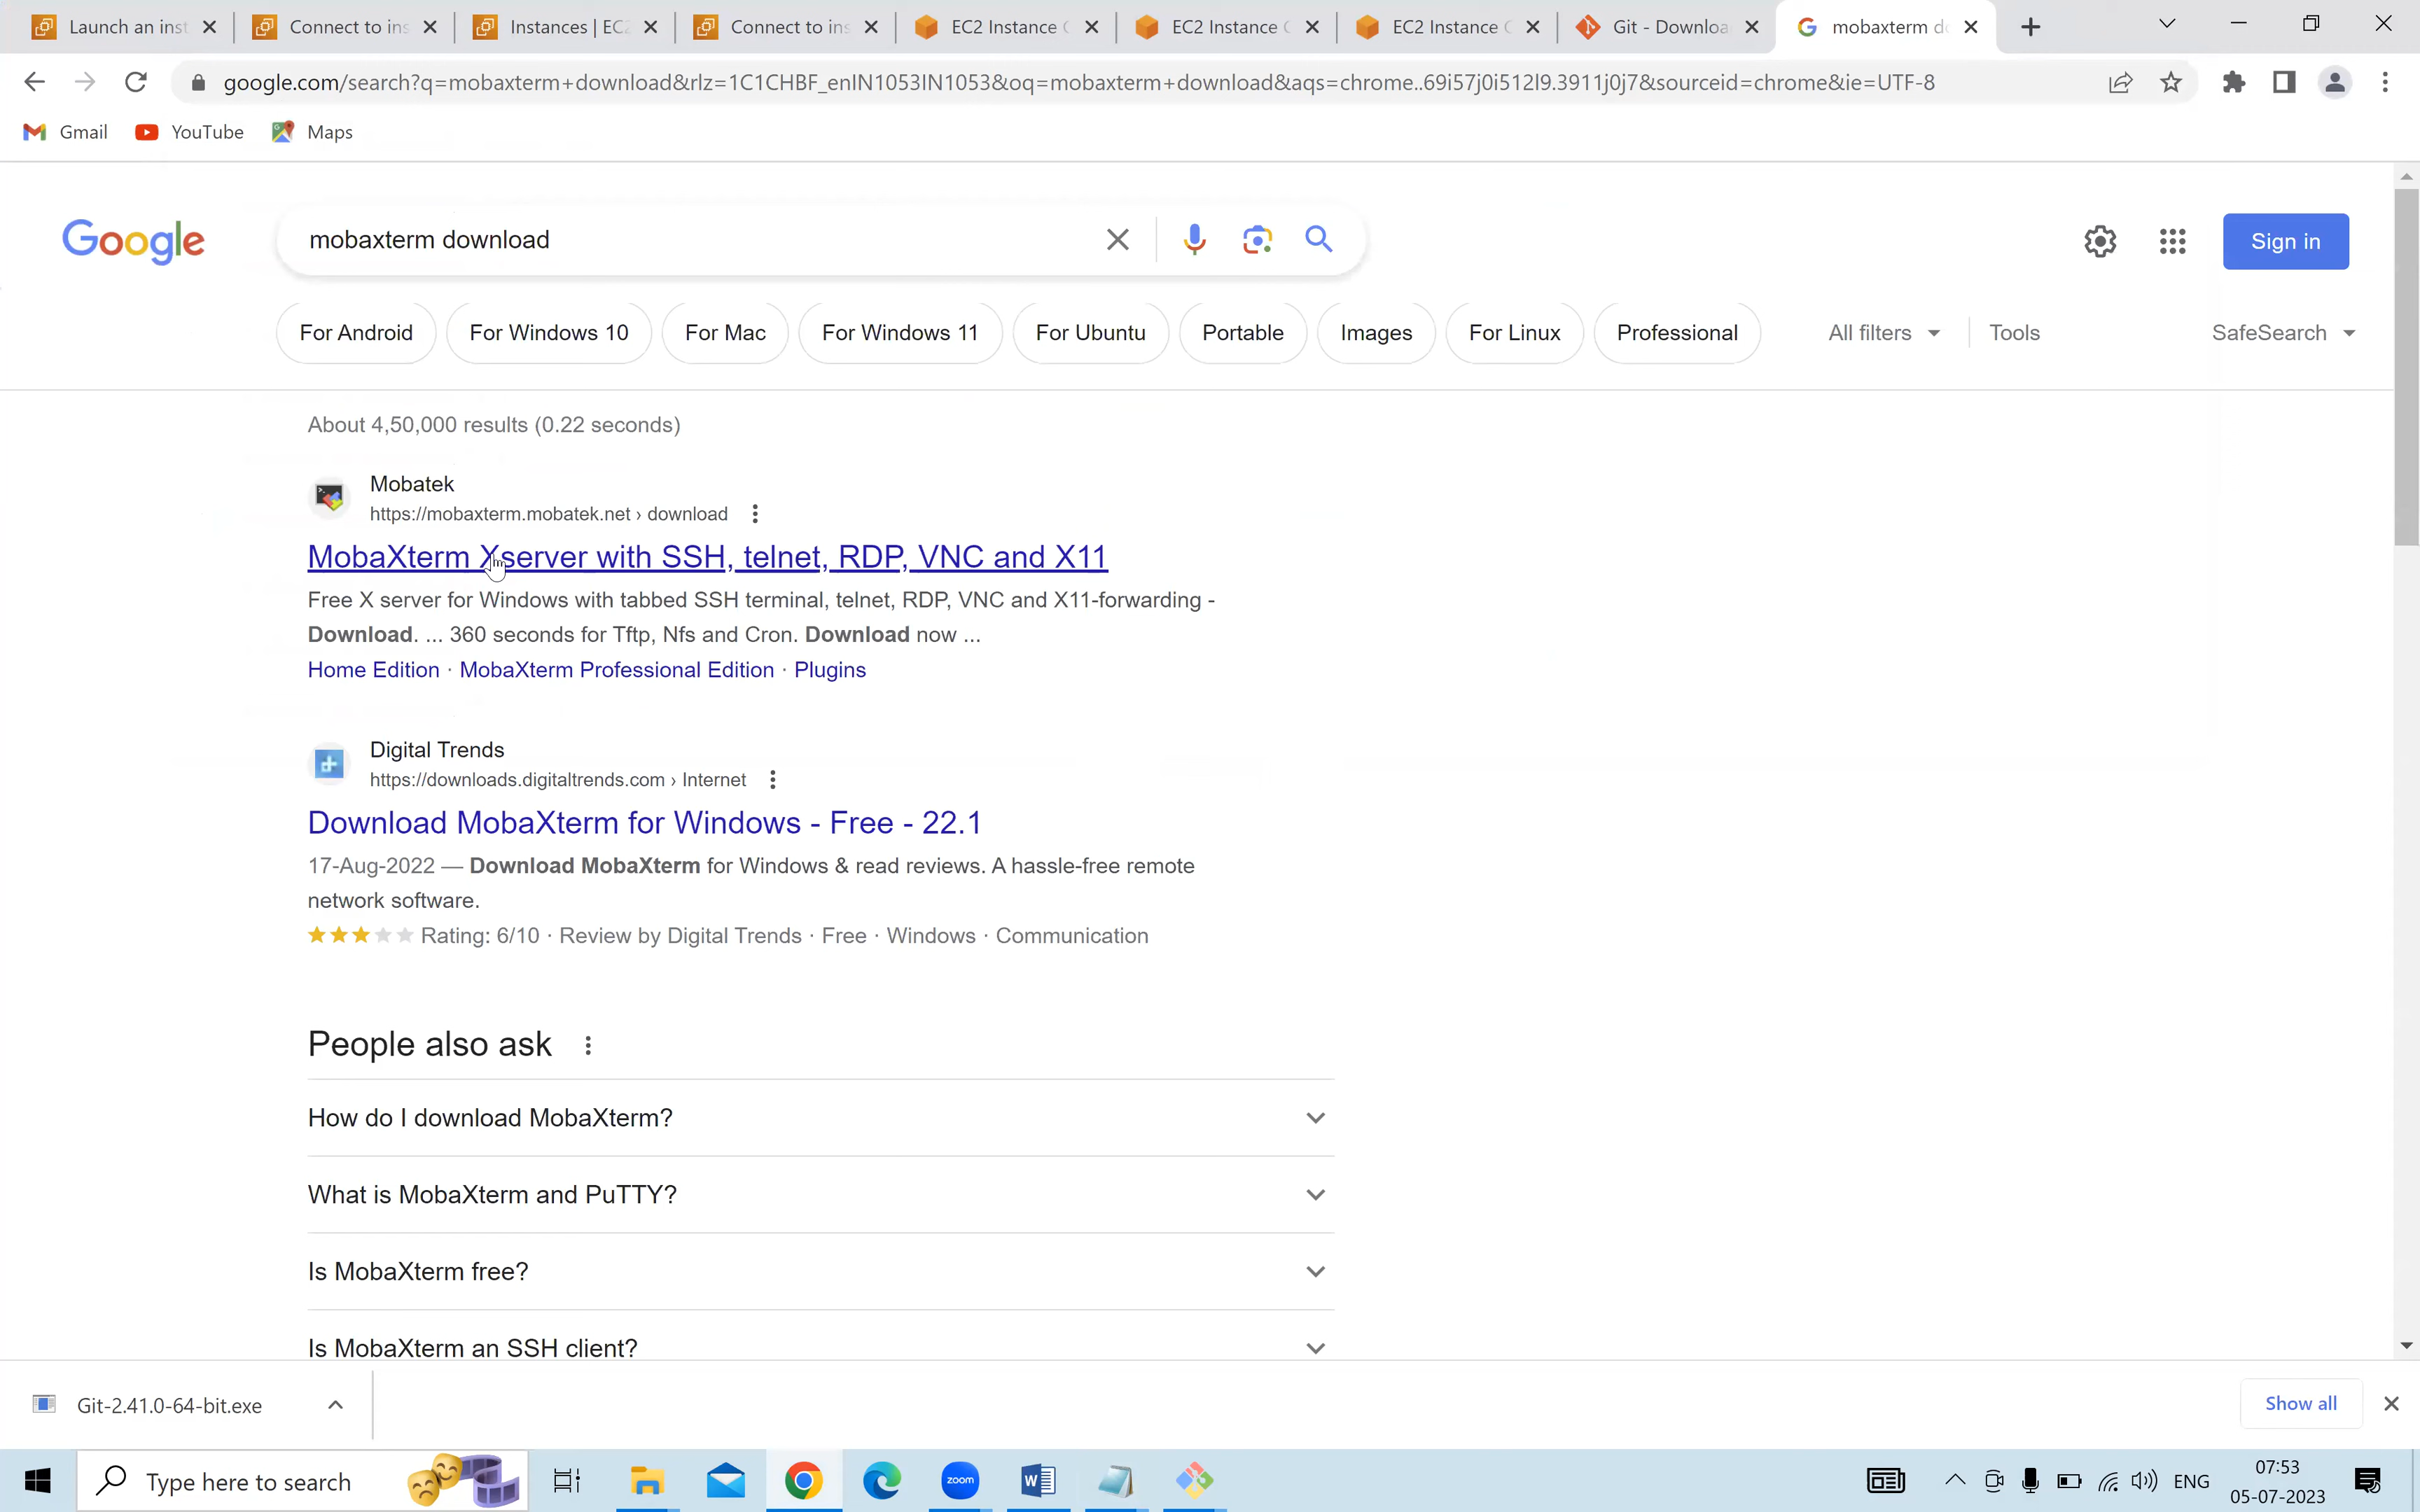 Launch an inst
Connect to ins
Instances | EC2
Connect to ins
EC2 Instance C
EC2 Instance C
EC2 Instance C
Git - Downloa
mobaxterm do
google.com/search?q=mobaxterm+download&rlz=1C1CHBF_enIN1053IN1053&oq=mobaxterm+download&aqs=chrome..69i57j0i512l9.3911j0j7&sourceid=chrome&ie=UTF-8
Gmail
YouTube
Maps
Google
mobaxterm download
Sign in
For Android
For Windows 10
For Mac
For Windows 11
For Ubuntu
Portable
Images
For Linux
Professional
All filters
Tools
SafeSearch
About 4,50,000 results (0.22 seconds)
Mobatek
https://mobaxterm.mobatek.net › download
MobaXterm Xserver with SSH, telnet, RDP, VNC and X11
Free X server for Windows with tabbed SSH terminal, telnet, RDP, VNC and X11-forwarding -
Download. ... 360 seconds for Tftp, Nfs and Cron. Download now ...
Home Edition · MobaXterm Professional Edition · Plugins
Digital Trends
https://downloads.digitaltrends.com › Internet
Download MobaXterm for Windows - Free - 22.1
17-Aug-2022 — Download MobaXterm for Windows & read reviews. A hassle-free remote
network software.
Rating: 6/10 · Review by Digital Trends · Free · Windows · Communication
People also ask
How do I download MobaXterm?
What is MobaXterm and PuTTY?
Is MobaXterm free?
Is MobaXterm an SSH client?
Git-2.41.0-64-bit.exe
Show all
Type here to search
zoom
W
ENG
07:53
05-07-2023